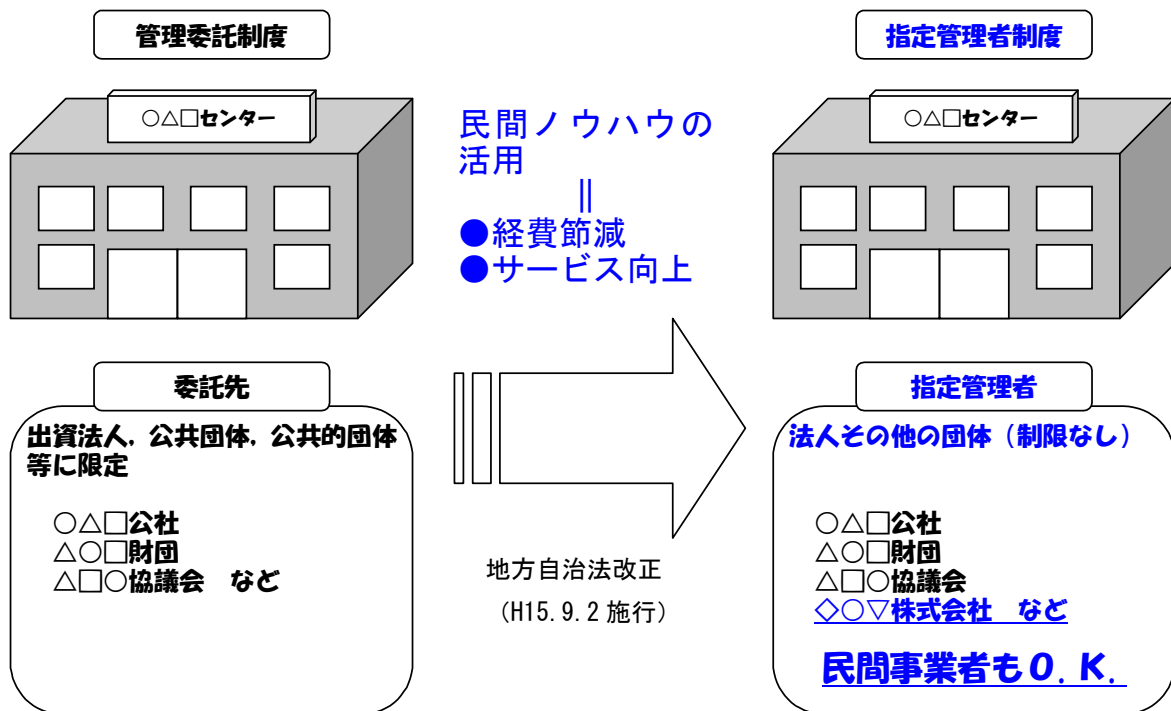 管理委託制度
○△□センター
委託先
出資法人，公共団体，公共的団体
等に限定
○△□公社
△○□財団
△□○協議会　など
民間ノウハウの
活用
‖
●経費節減
●サービス向上
地方自治法改正
（H15.9.2 施行）
指定管理者制度
○△□センター
指定管理者
法人その他の団体（制限なし）
○△□公社
△○□財団
△□○協議会
◇○▽株式会社　など
民間事業者もＯ．Ｋ．